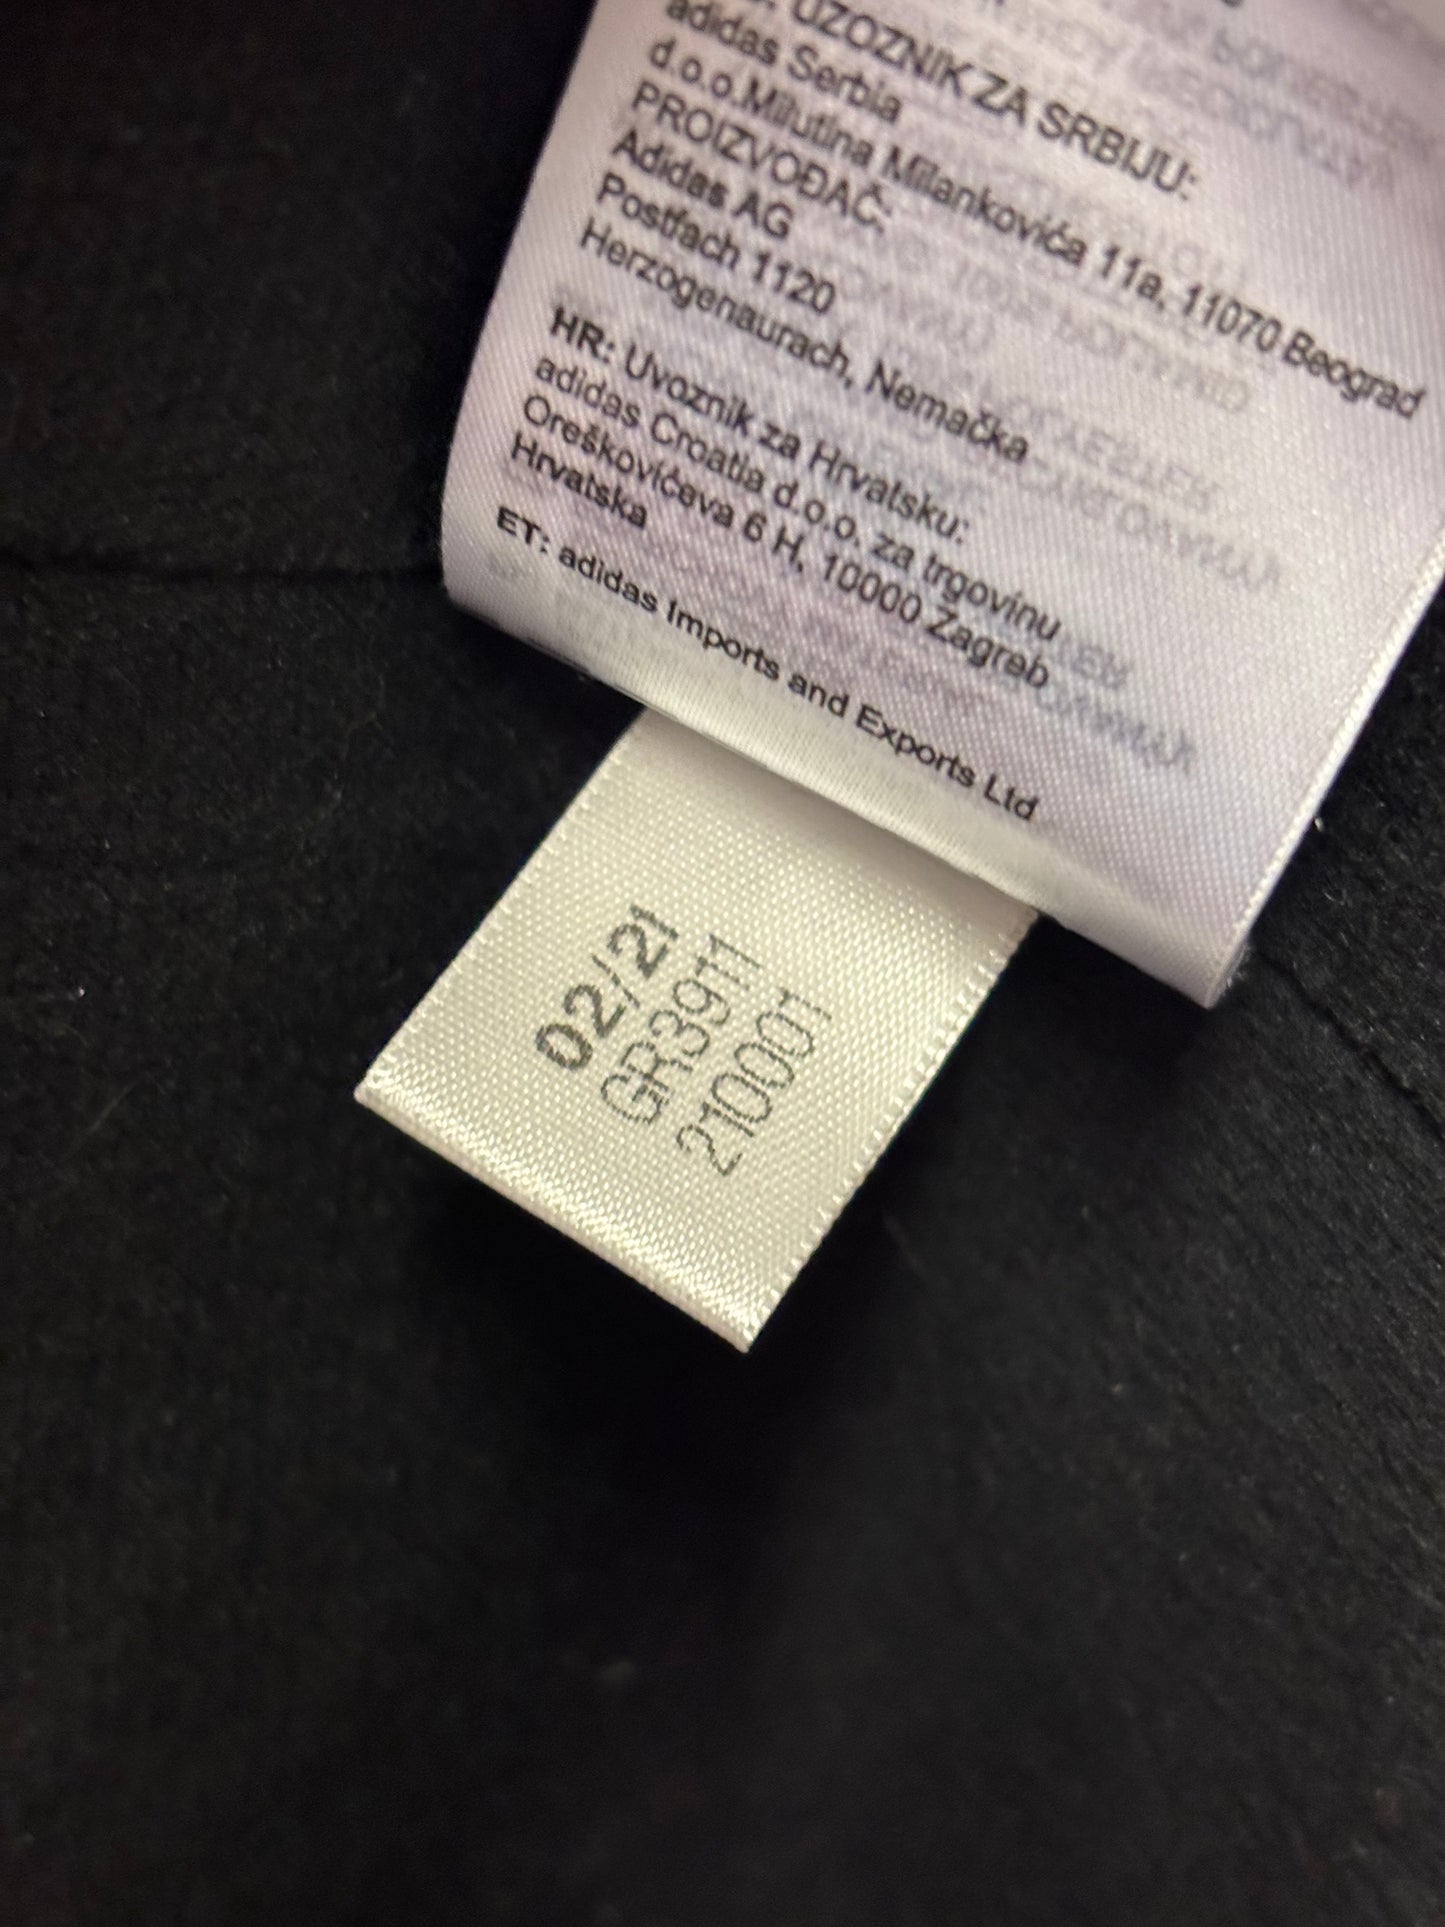 UZOZNIK ZA SRBIJU:
adidas Serbia
d.o.o.Milutina Milankovića 11a, 11070 Beograd
PROIZVOĐAČ:
Adidas AG
Postfach 1120
Herzogenaurach, Nemačka
HR: Uvoznik za Hrvatsku:
adidas Croatia d.o.o. za trgovinu
Oreškovićeva 6 H, 10000 Zagreb
Hrvatska
ET: adidas Imports and Exports Ltd
02/21
GR3911
210001